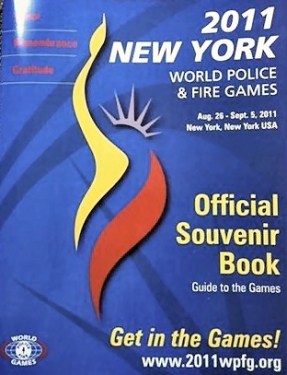 2011
NEW YORK
WORLD POLICE
& FIRE GAMES
Remembrance
Gratitude
Aug. 26 - Sept. 5, 2011
New York, New York USA
Official
Souvenir
Book
Guide to the Games
WORLD
GAMES
Get in the Games!
www.2011wpfg.org